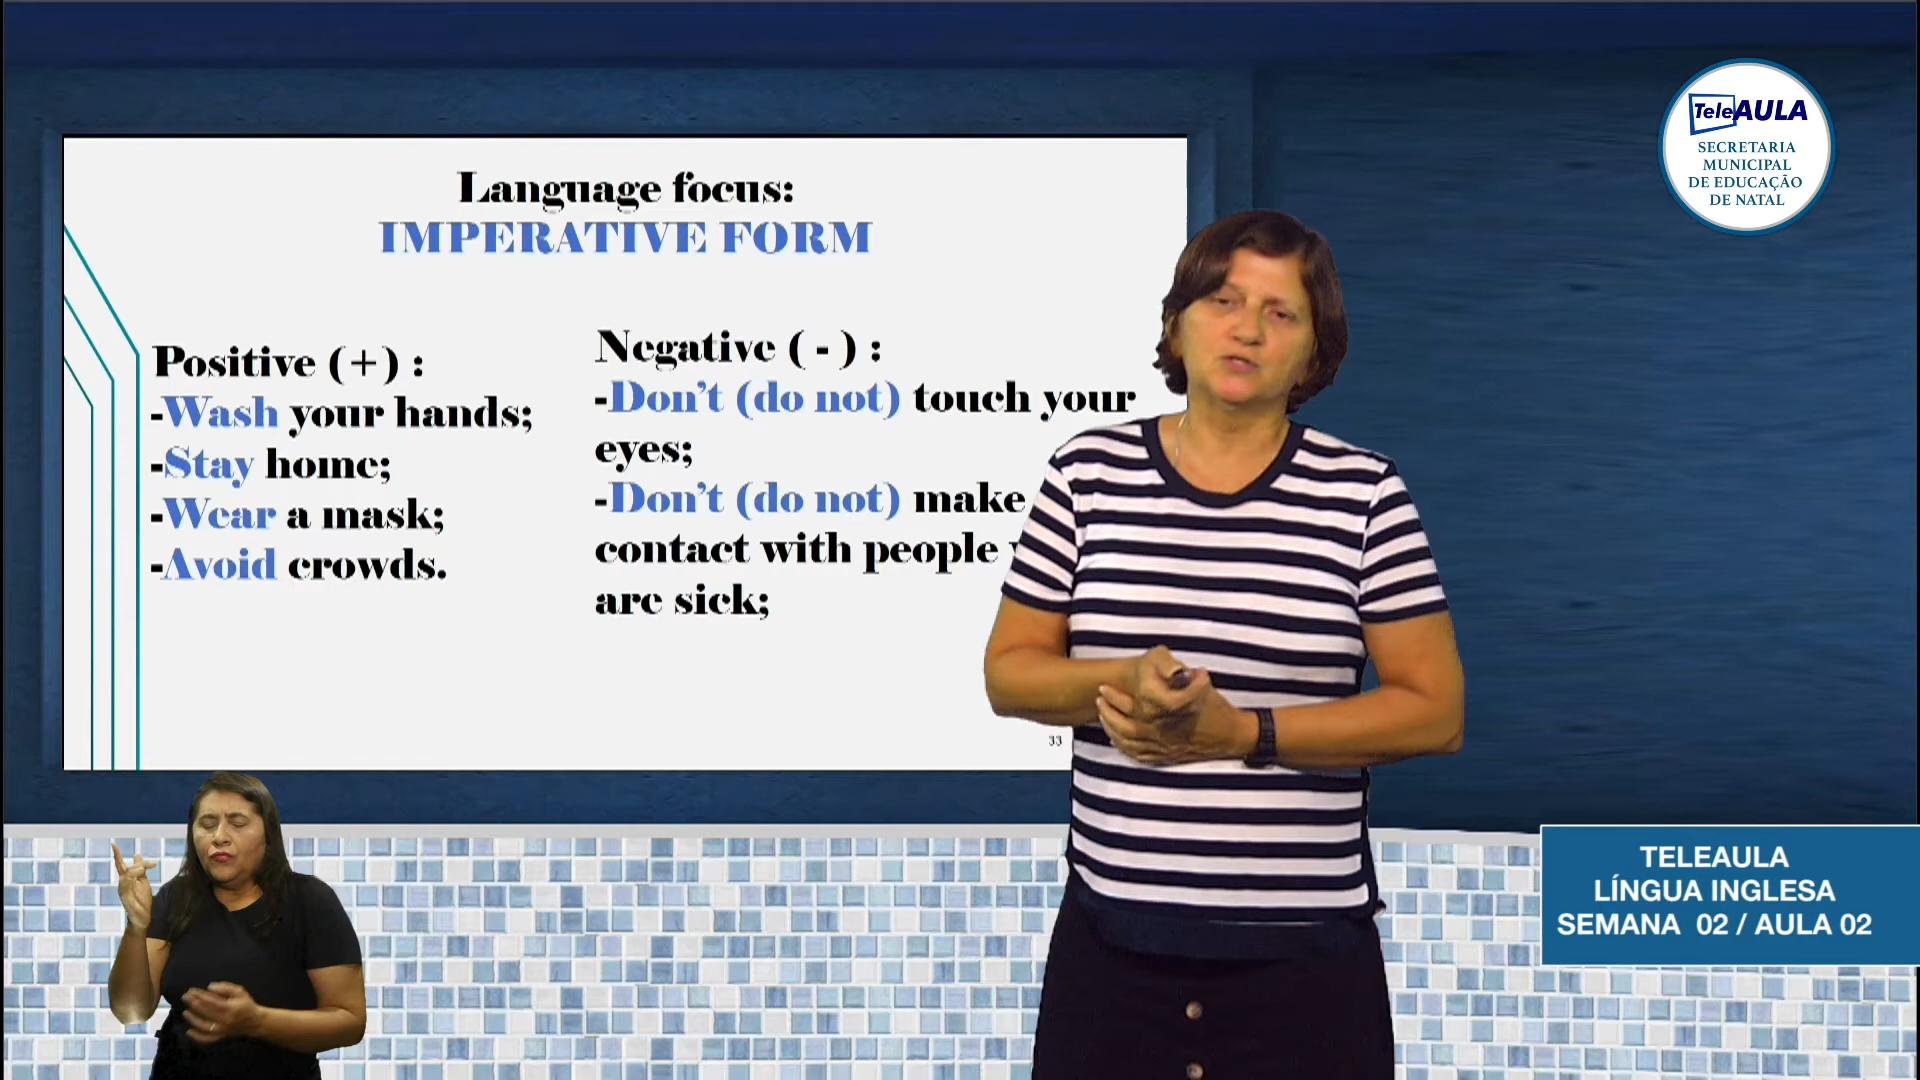 Language focus:
IMPERATIVE FORM
Positive (+) :
-Wash your hands;
-Stay home;
-Wear a mask;
-Avoid crowds.
Negative ( - ) :
-Don't (do not) touch your
eyes;
-Don't (do not) make
contact with people
are sick;
33
TeleAULA
SECRETARIA
MUNICIPAL
DE EDUCAÇÃO
DE NATAL
TELEAULA
LÍNGUA INGLESA
SEMANA 02 / AULA 02